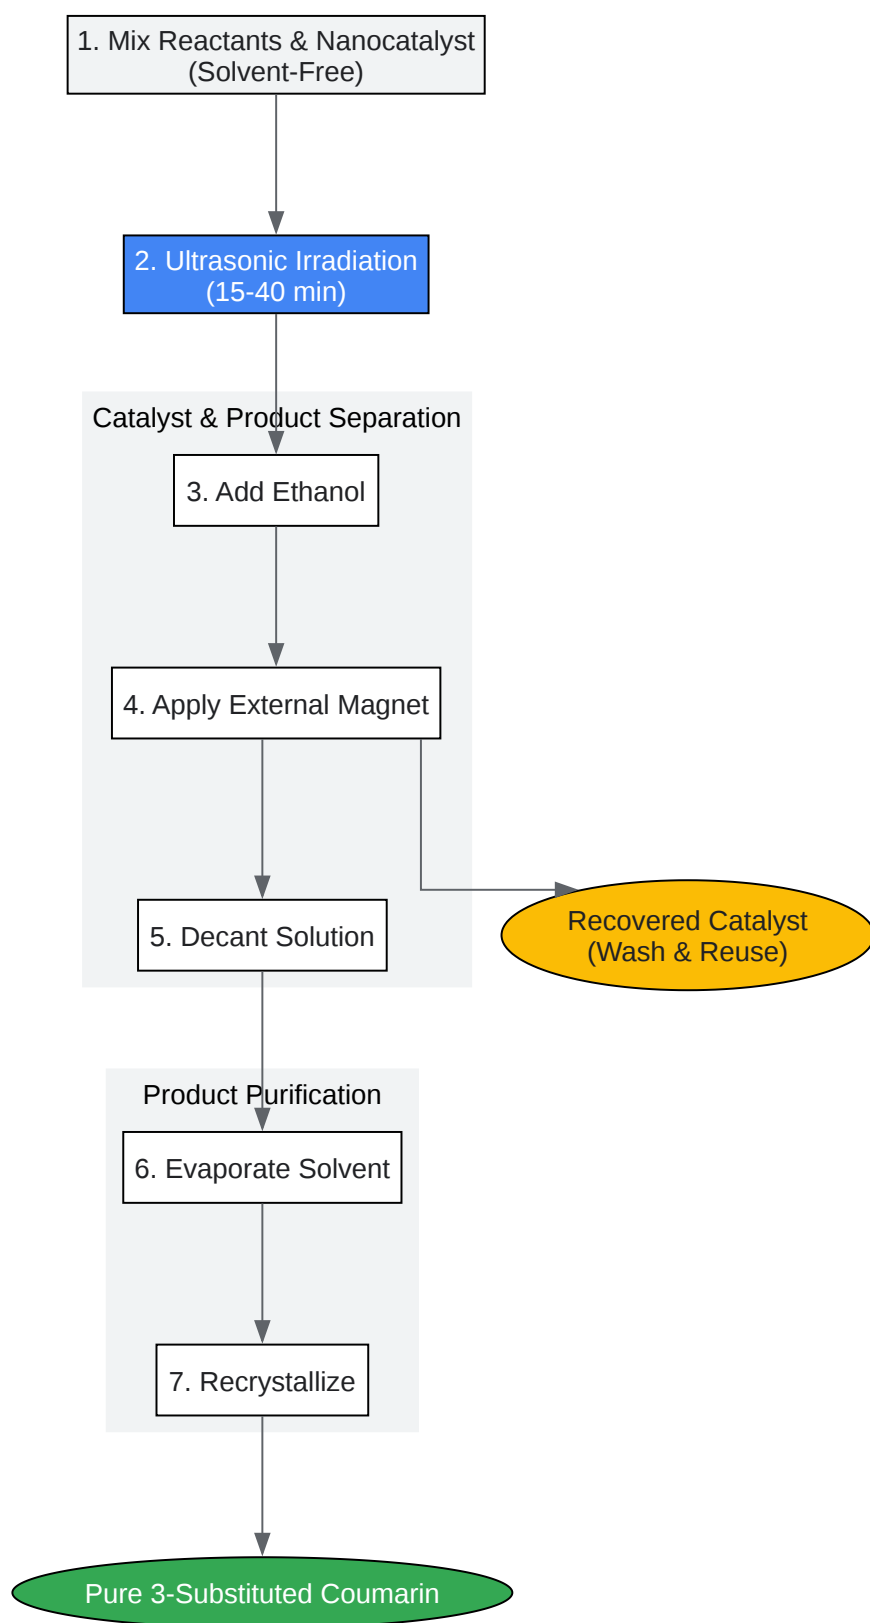 1. Mix Reactants & Nanocatalyst
(Solvent-Free)
2. Ultrasonic Irradiation
(15-40 min)
Catalyst & Product Separation
3. Add Ethanol
4. Apply External Magnet
5. Decant Solution
Recovered Catalyst
(Wash & Reuse)
Product Purification
6. Evaporate Solvent
7. Recrystallize
Pure 3-Substituted Coumarin